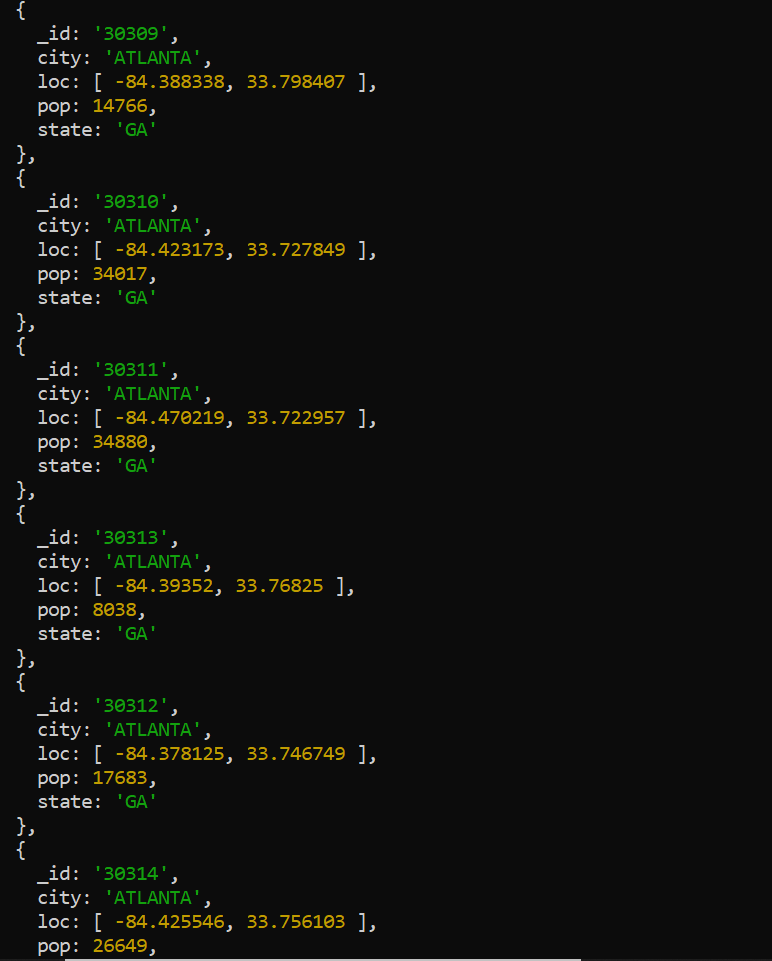 {
  _id: '30309',
  city: 'ATLANTA',
  loc: [ -84.388338, 33.798407 ],
  pop: 14766,
  state: 'GA'
},
{
  _id: '30310',
  city: 'ATLANTA',
  loc: [ -84.423173, 33.727849 ],
  pop: 34017,
  state: 'GA'
},
{
  _id: '30311',
  city: 'ATLANTA',
  loc: [ -84.470219, 33.722957 ],
  pop: 34880,
  state: 'GA'
},
{
  _id: '30313',
  city: 'ATLANTA',
  loc: [ -84.39352, 33.76825 ],
  pop: 8038,
  state: 'GA'
},
{
  _id: '30312',
  city: 'ATLANTA',
  loc: [ -84.378125, 33.746749 ],
  pop: 17683,
  state: 'GA'
},
{
  _id: '30314',
  city: 'ATLANTA',
  loc: [ -84.425546, 33.756103 ],
  pop: 26649,